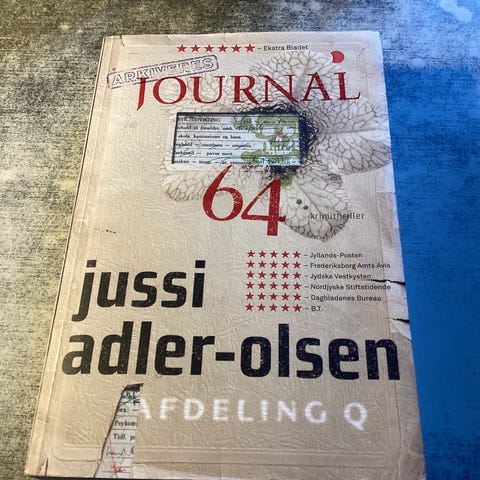 ★★★★★★ – Ekstra Bladet
ARKIVERES
JOURNAL
64
krimithriller
★★★★★ – Jyllands-Posten
★★★★★ – Frederiksborg Amts Avis
★★★★★ – Jydske Vestkysten
★★★★★ – Nordjyske Stiftstidende
★★★★★ – Dagbladenes Bureau
★★★★★ – B.T.
jussi
adler-olsen
AFDELING Q
Tidl.